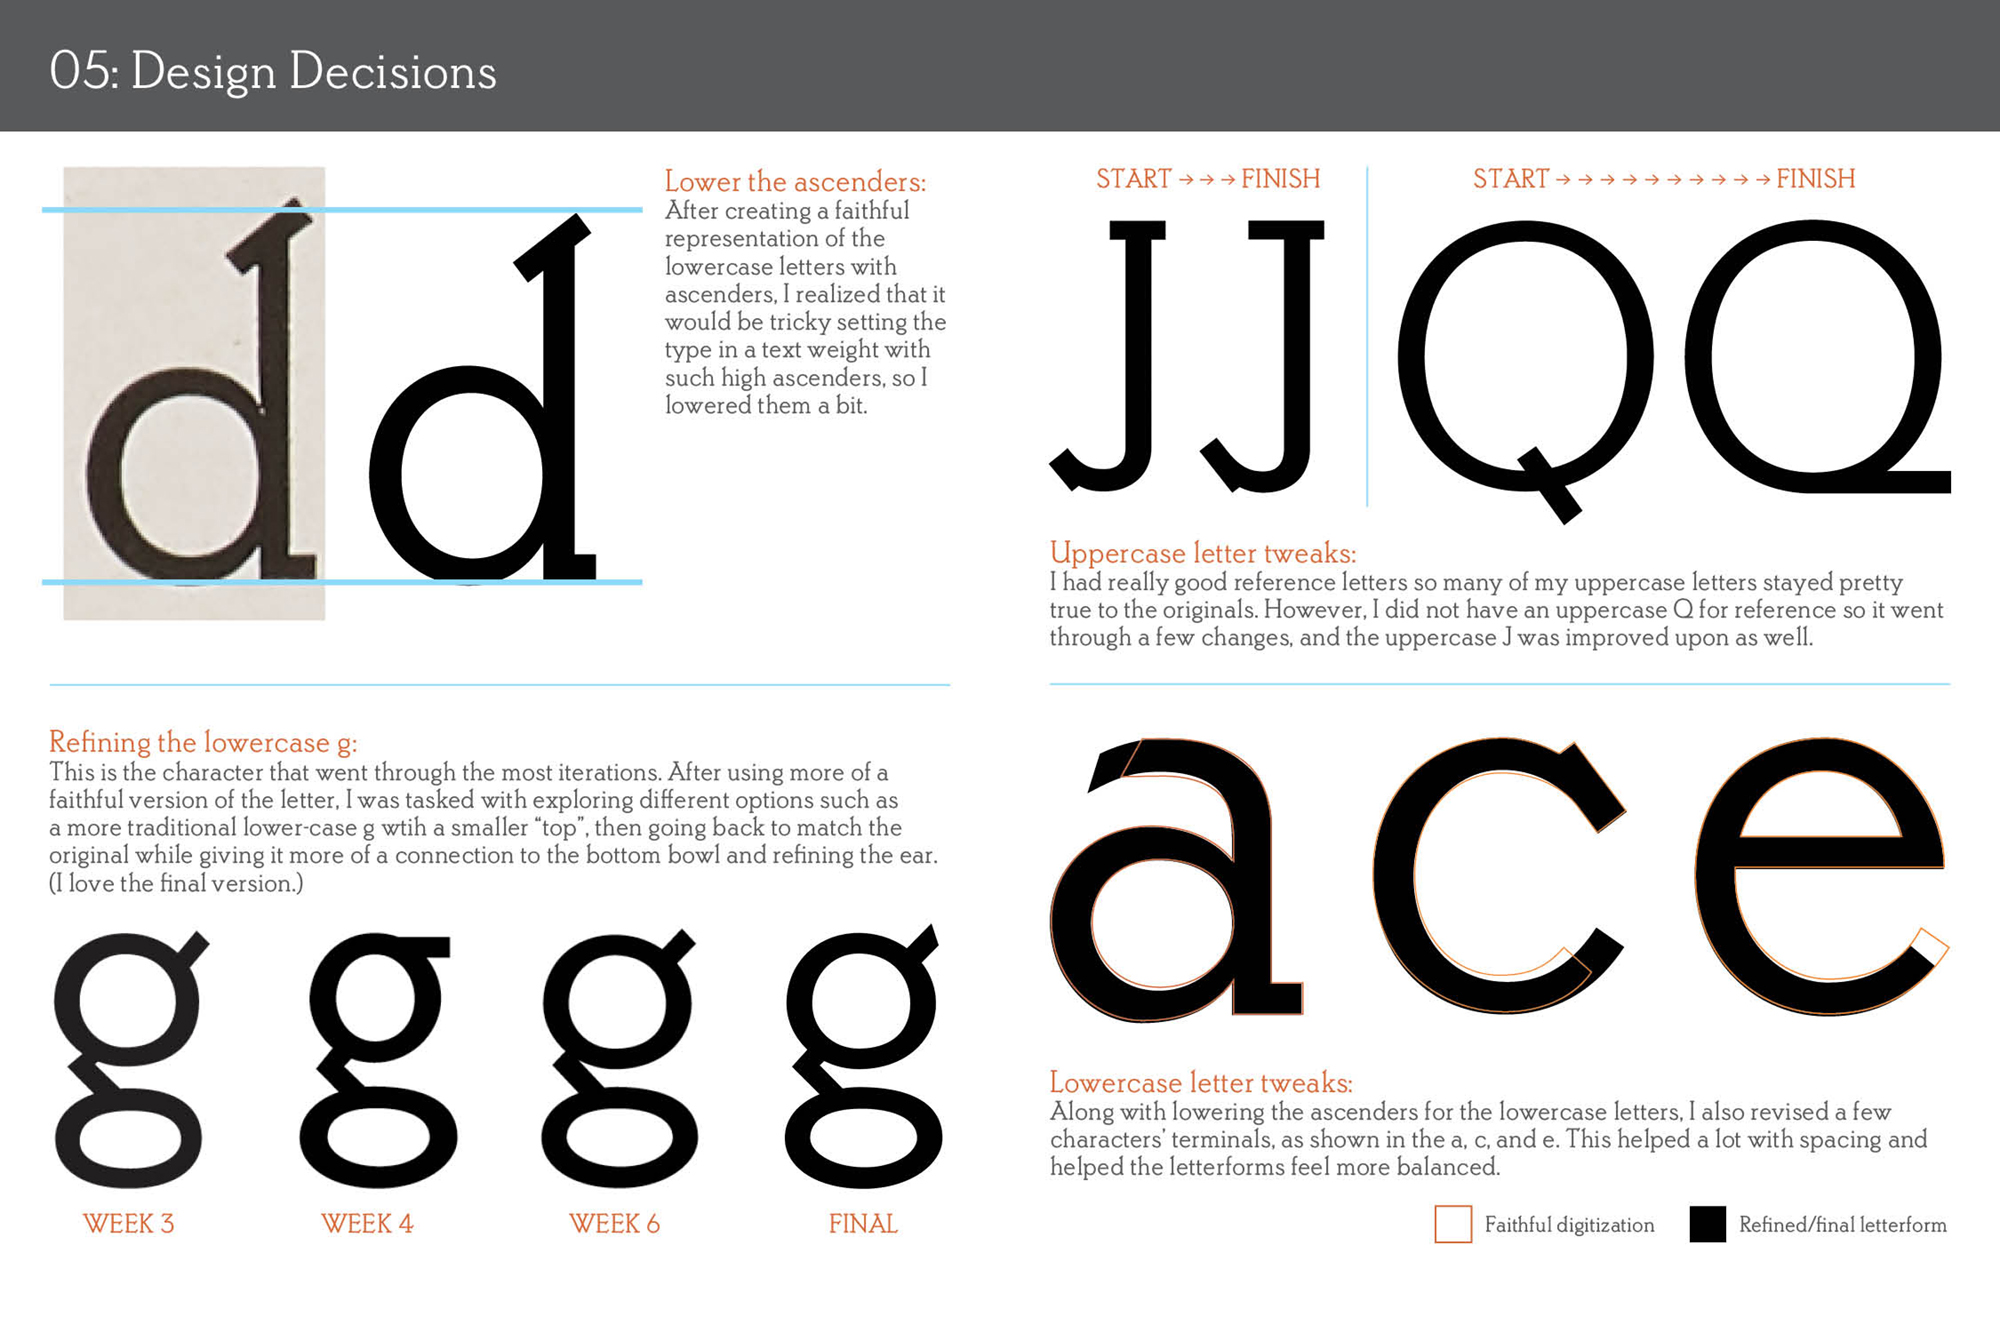 05: Design Decisions
d d
Lower the ascenders:
After creating a faithful
representation of the
lowercase letters with
ascenders, I realized that it
would be tricky setting the
type in a text weight with
such high ascenders, so I
lowered them a bit.
START →→→ FINISH
START →→→→→→→→→→ FINISH
J J Q Q
Uppercase letter tweaks:
I had really good reference letters so many of my uppercase letters stayed pretty
true to the originals. However, I did not have an uppercase Q for reference so it went
through a few changes, and the uppercase J was improved upon as well.
Refining the lowercase g:
This is the character that went through the most iterations. After using more of a
faithful version of the letter, I was tasked with exploring different options such as
a more traditional lower-case g wtih a smaller “top”, then going back to match the
original while giving it more of a connection to the bottom bowl and refining the ear.
(I love the final version.)
g g g g
WEEK 3 WEEK 4 WEEK 6 FINAL
a c e
Lowercase letter tweaks:
Along with lowering the ascenders for the lowercase letters, I also revised a few
characters’ terminals, as shown in the a, c, and e. This helped a lot with spacing and
helped the letterforms feel more balanced.
Faithful digitization Refined/final letterform